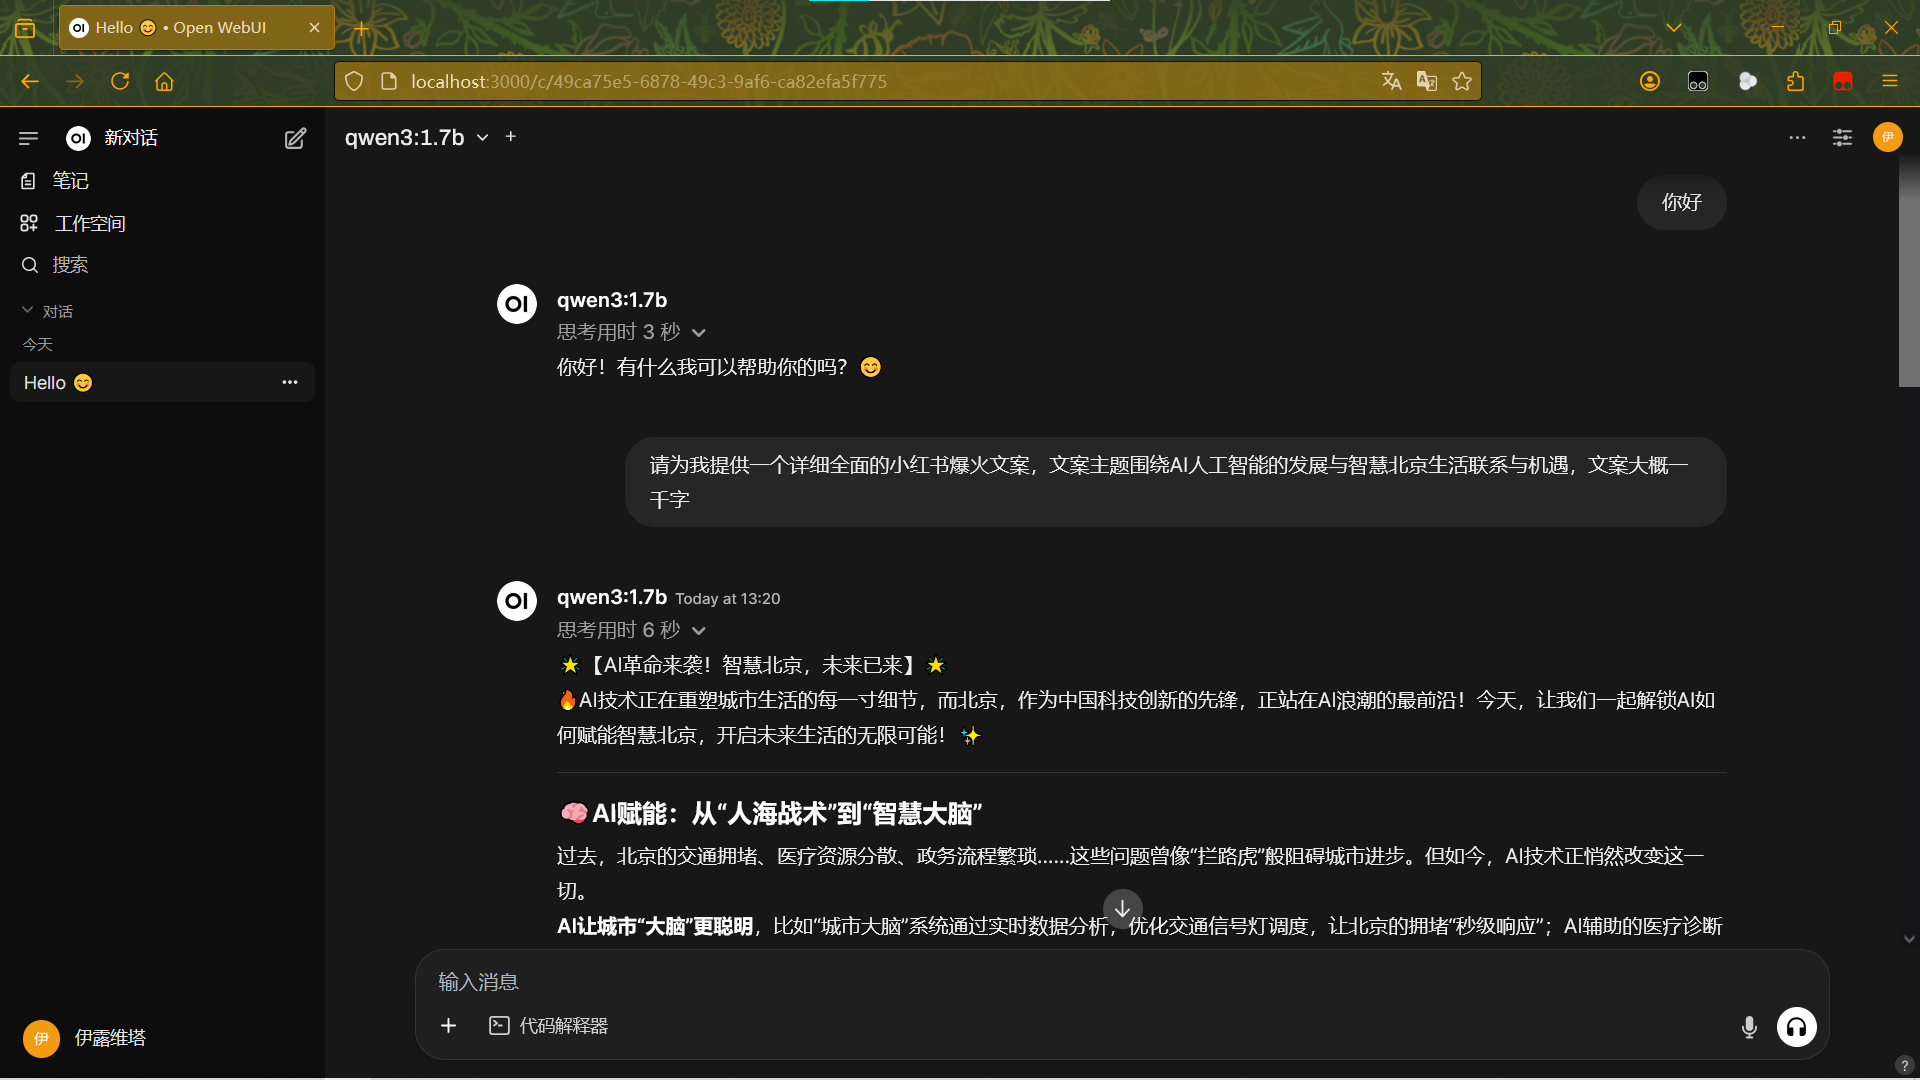 Hello 😊 • Open WebUI
localhost:3000/c/49ca75e5-6878-49c3-9af6-ca82efa5f775
OI 新对话
笔记
工作空间
搜索
对话
今天
Hello 😊
伊 伊露维塔
qwen3:1.7b
伊
你好
OI qwen3:1.7b
思考用时 3 秒
你好！有什么我可以帮助你的吗？ 😊
请为我提供一个详细全面的小红书爆火文案，文案主题围绕AI人工智能的发展与智慧北京生活联系与机遇，文案大概一
千字
OI qwen3:1.7b Today at 13:20
思考用时 6 秒
🌟【AI革命来袭！智慧北京，未来已来】🌟
🔥AI技术正在重塑城市生活的每一寸细节，而北京，作为中国科技创新的先锋，正站在AI浪潮的最前沿！今天，让我们一起解锁AI如
何赋能智慧北京，开启未来生活的无限可能！ ✨
🧠 AI赋能：从“人海战术”到“智慧大脑”
过去，北京的交通拥堵、医疗资源分散、政务流程繁琐……这些问题曾像“拦路虎”般阻碍城市进步。但如今，AI技术正悄然改变这一
切。
AI让城市“大脑”更聪明，比如“城市大脑”系统通过实时数据分析，优化交通信号灯调度，让北京的拥堵“秒级响应”；AI辅助的医疗诊断
输入消息
代码解释器
?